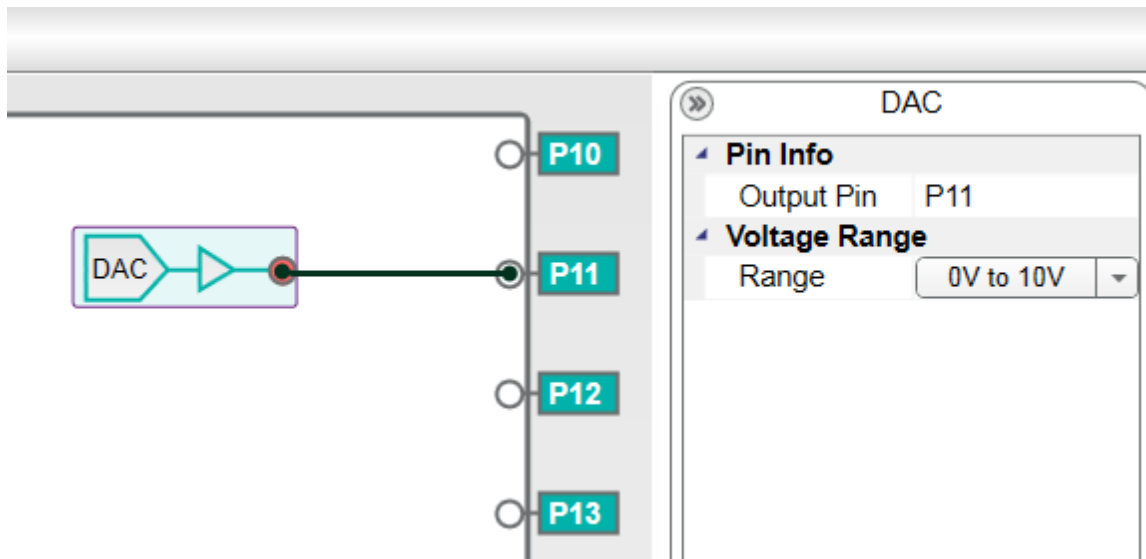 DAC
P10
P11
P12
P13
DAC
Pin Info
Output Pin P11
Voltage Range
Range 0V to 10V